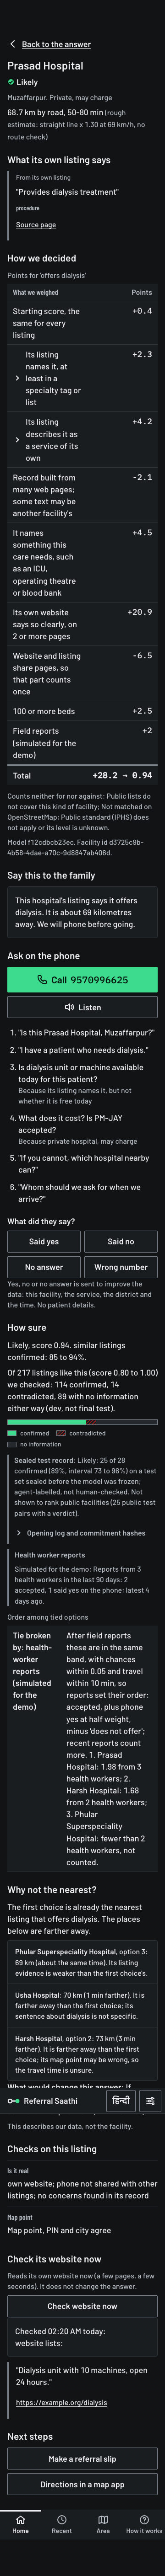 Back to the answer
Prasad Hospital
Likely
Muzaffarpur. Private, may charge
68.7 km by road, 50-80 min (rough
estimate: straight line x 1.30 at 69 km/h, no
route check)
What its own listing says
From its own listing
"Provides dialysis treatment"
procedure
Source page
How we decided
Points for 'offers dialysis'
What we weighed Points
Starting score, the +0.4
same for every
listing
Its listing +2.3
names it, at
least in a
specialty tag or
list
Its listing +4.2
describes it as
a service of its
own
Record built from -2.1
many web pages;
some text may be
another facility's
It names +4.5
something this
care needs, such
as an ICU,
operating theatre
or blood bank
Its own website +20.9
says so clearly, on
2 or more pages
Website and listing -6.5
share pages, so
that part counts
once
100 or more beds +2.5
Field reports +2
(simulated for the
demo)
Total +28.2 → 0.94
Counts neither for nor against: Public lists do
not cover this kind of facility; Not matched on
OpenStreetMap; Public standard (IPHS) does
not apply or its level is unknown.
Model f12cdbcb23ec. Facility id d3725c9b-
4b58-4dae-a70c-9d8847ab406d.
Say this to the family
This hospital's listing says it offers
dialysis. It is about 69 kilometres
away. We will phone before going.
Ask on the phone
Call 9570996625
Listen
1. "Is this Prasad Hospital, Muzaffarpur?"
2. "I have a patient who needs dialysis."
3. Is dialysis unit or machine available
today for this patient?
Because its listing names it, but not
whether it is free today
4. What does it cost? Is PM-JAY
accepted?
Because private hospital, may charge
5. "If you cannot, which hospital nearby
can?"
6. "Whom should we ask for when we
arrive?"
What did they say?
Said yes Said no
No answer Wrong number
Yes, no or no answer is sent to improve the
data: this facility, the service, the district and
the time. No patient details.
How sure
Likely, score 0.94. similar listings
confirmed: 85 to 94%.
Of 217 listings like this (score 0.80 to 1.00)
we checked: 114 confirmed, 14
contradicted, 89 with no information
either way (dev, not final test).
confirmed contradicted
no information
Sealed test record: Likely: 25 of 28
confirmed (89%, interval 73 to 96%) on a test
set sealed before the model was frozen;
agent-labelled, not human-checked. Not
shown to rank public facilities (25 public test
pairs with a verdict).
Opening log and commitment hashes
Health worker reports
Simulated for the demo: Reports from 3
health workers in the last 90 days: 2
accepted, 1 said yes on the phone; latest 4
days ago.
Order among tied options
Tie broken After field reports
by: health- these are in the same
worker band, with chances
reports within 0.05 and travel
(simulated within 10 min, so
for the reports set their order:
demo) accepted, plus phone
yes at half weight,
minus 'does not offer';
recent reports count
more. 1. Prasad
Hospital: 1.98 from 3
health workers; 2.
Harsh Hospital: 1.68
from 2 health workers;
3. Phular
Superspeciality
Hospital: fewer than 2
health workers, not
counted.
Why not the nearest?
The first choice is already the nearest
listing that offers dialysis. The places
below are farther away.
Phular Superspeciality Hospital, option 3:
69 km (about the same time). Its listing
evidence is weaker than the first choice's.
Usha Hospital: 70 km (1 min farther). It is
farther away than the first choice; its
sentence about dialysis is not specific.
Harsh Hospital, option 2: 73 km (3 min
farther). It is farther away than the first
choice; its map point may be wrong, so
the travel time is unsure.
What would change this answer: if
Referral Saathi हिन्दी
This describes our data, not the facility.
Checks on this listing
Is it real
own website; phone not shared with other
listings; no concerns found in its record
Map point
Map point, PIN and city agree
Check its website now
Reads its own website now (a few pages, a few
seconds). It does not change the answer.
Check website now
Checked 02:20 AM today:
website lists:
"Dialysis unit with 10 machines, open
24 hours."
https://example.org/dialysis
Next steps
Make a referral slip
Directions in a map app
Home Recent Area How it works